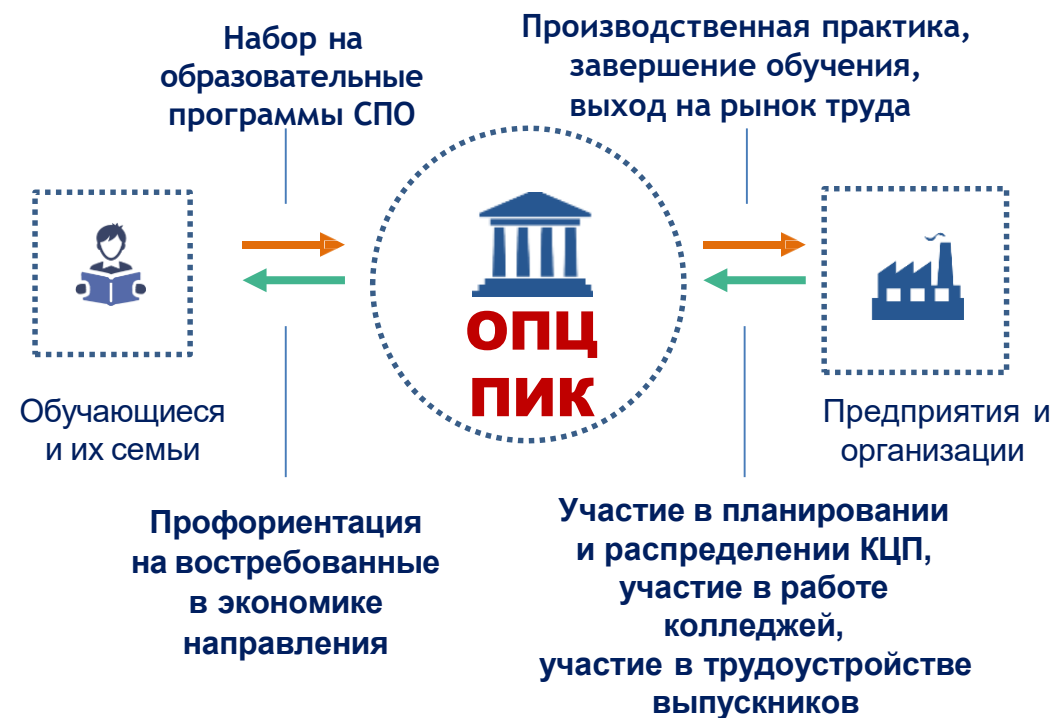 Набор на
образовательные
программы СПО
Производственная практика,
завершение обучения,
выход на рынок труда
ОПЦ
ПИК
Обучающиеся
и их семьи
Предприятия и
организации
Профориентация
на востребованные
в экономике
направления
Участие в планировании
и распределении КЦП,
участие в работе
колледжей,
участие в трудоустройстве
выпускников